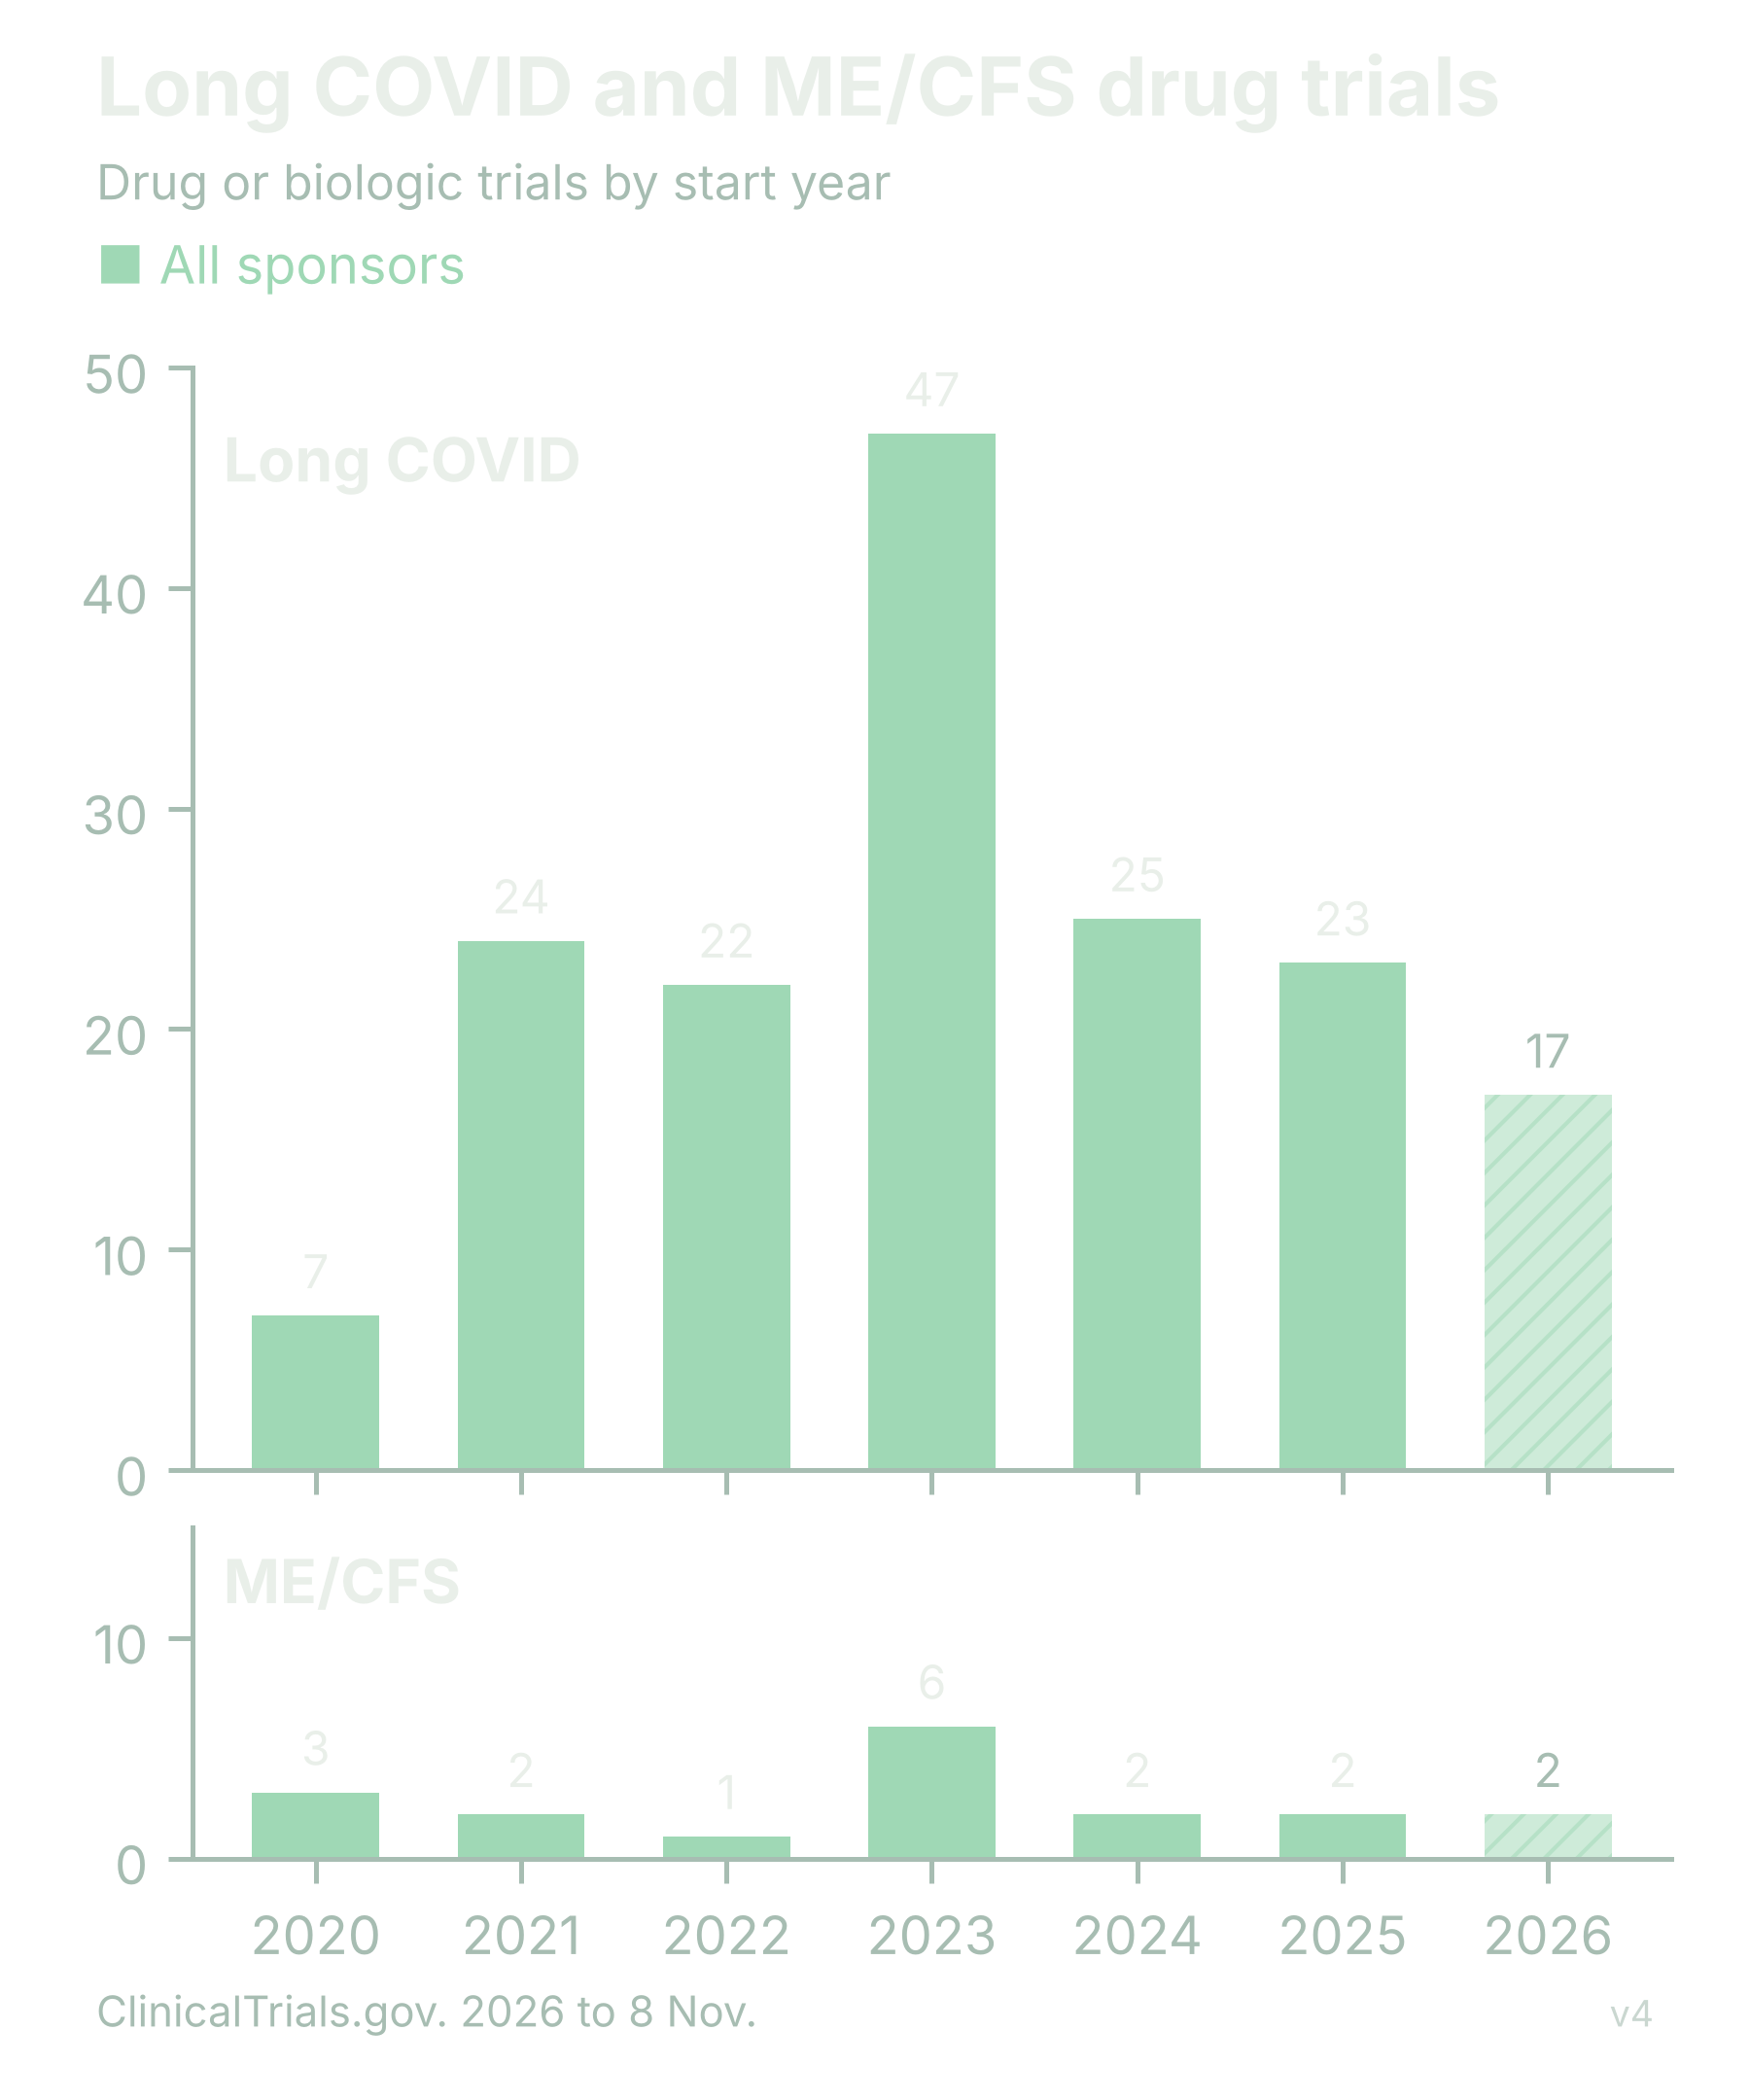 Long COVID and ME/CFS drug trials
Drug or biologic trials by start year
All sponsors
50
47
Long COVID
40
30
25
24
23
22
20
17
10
7
0
ME/CFS
10
6
3
2
1
2
2
2
0
2020 2021 2022 2023 2024 2025 2026
ClinicalTrials.gov. 2026 to 8 Nov.
v4